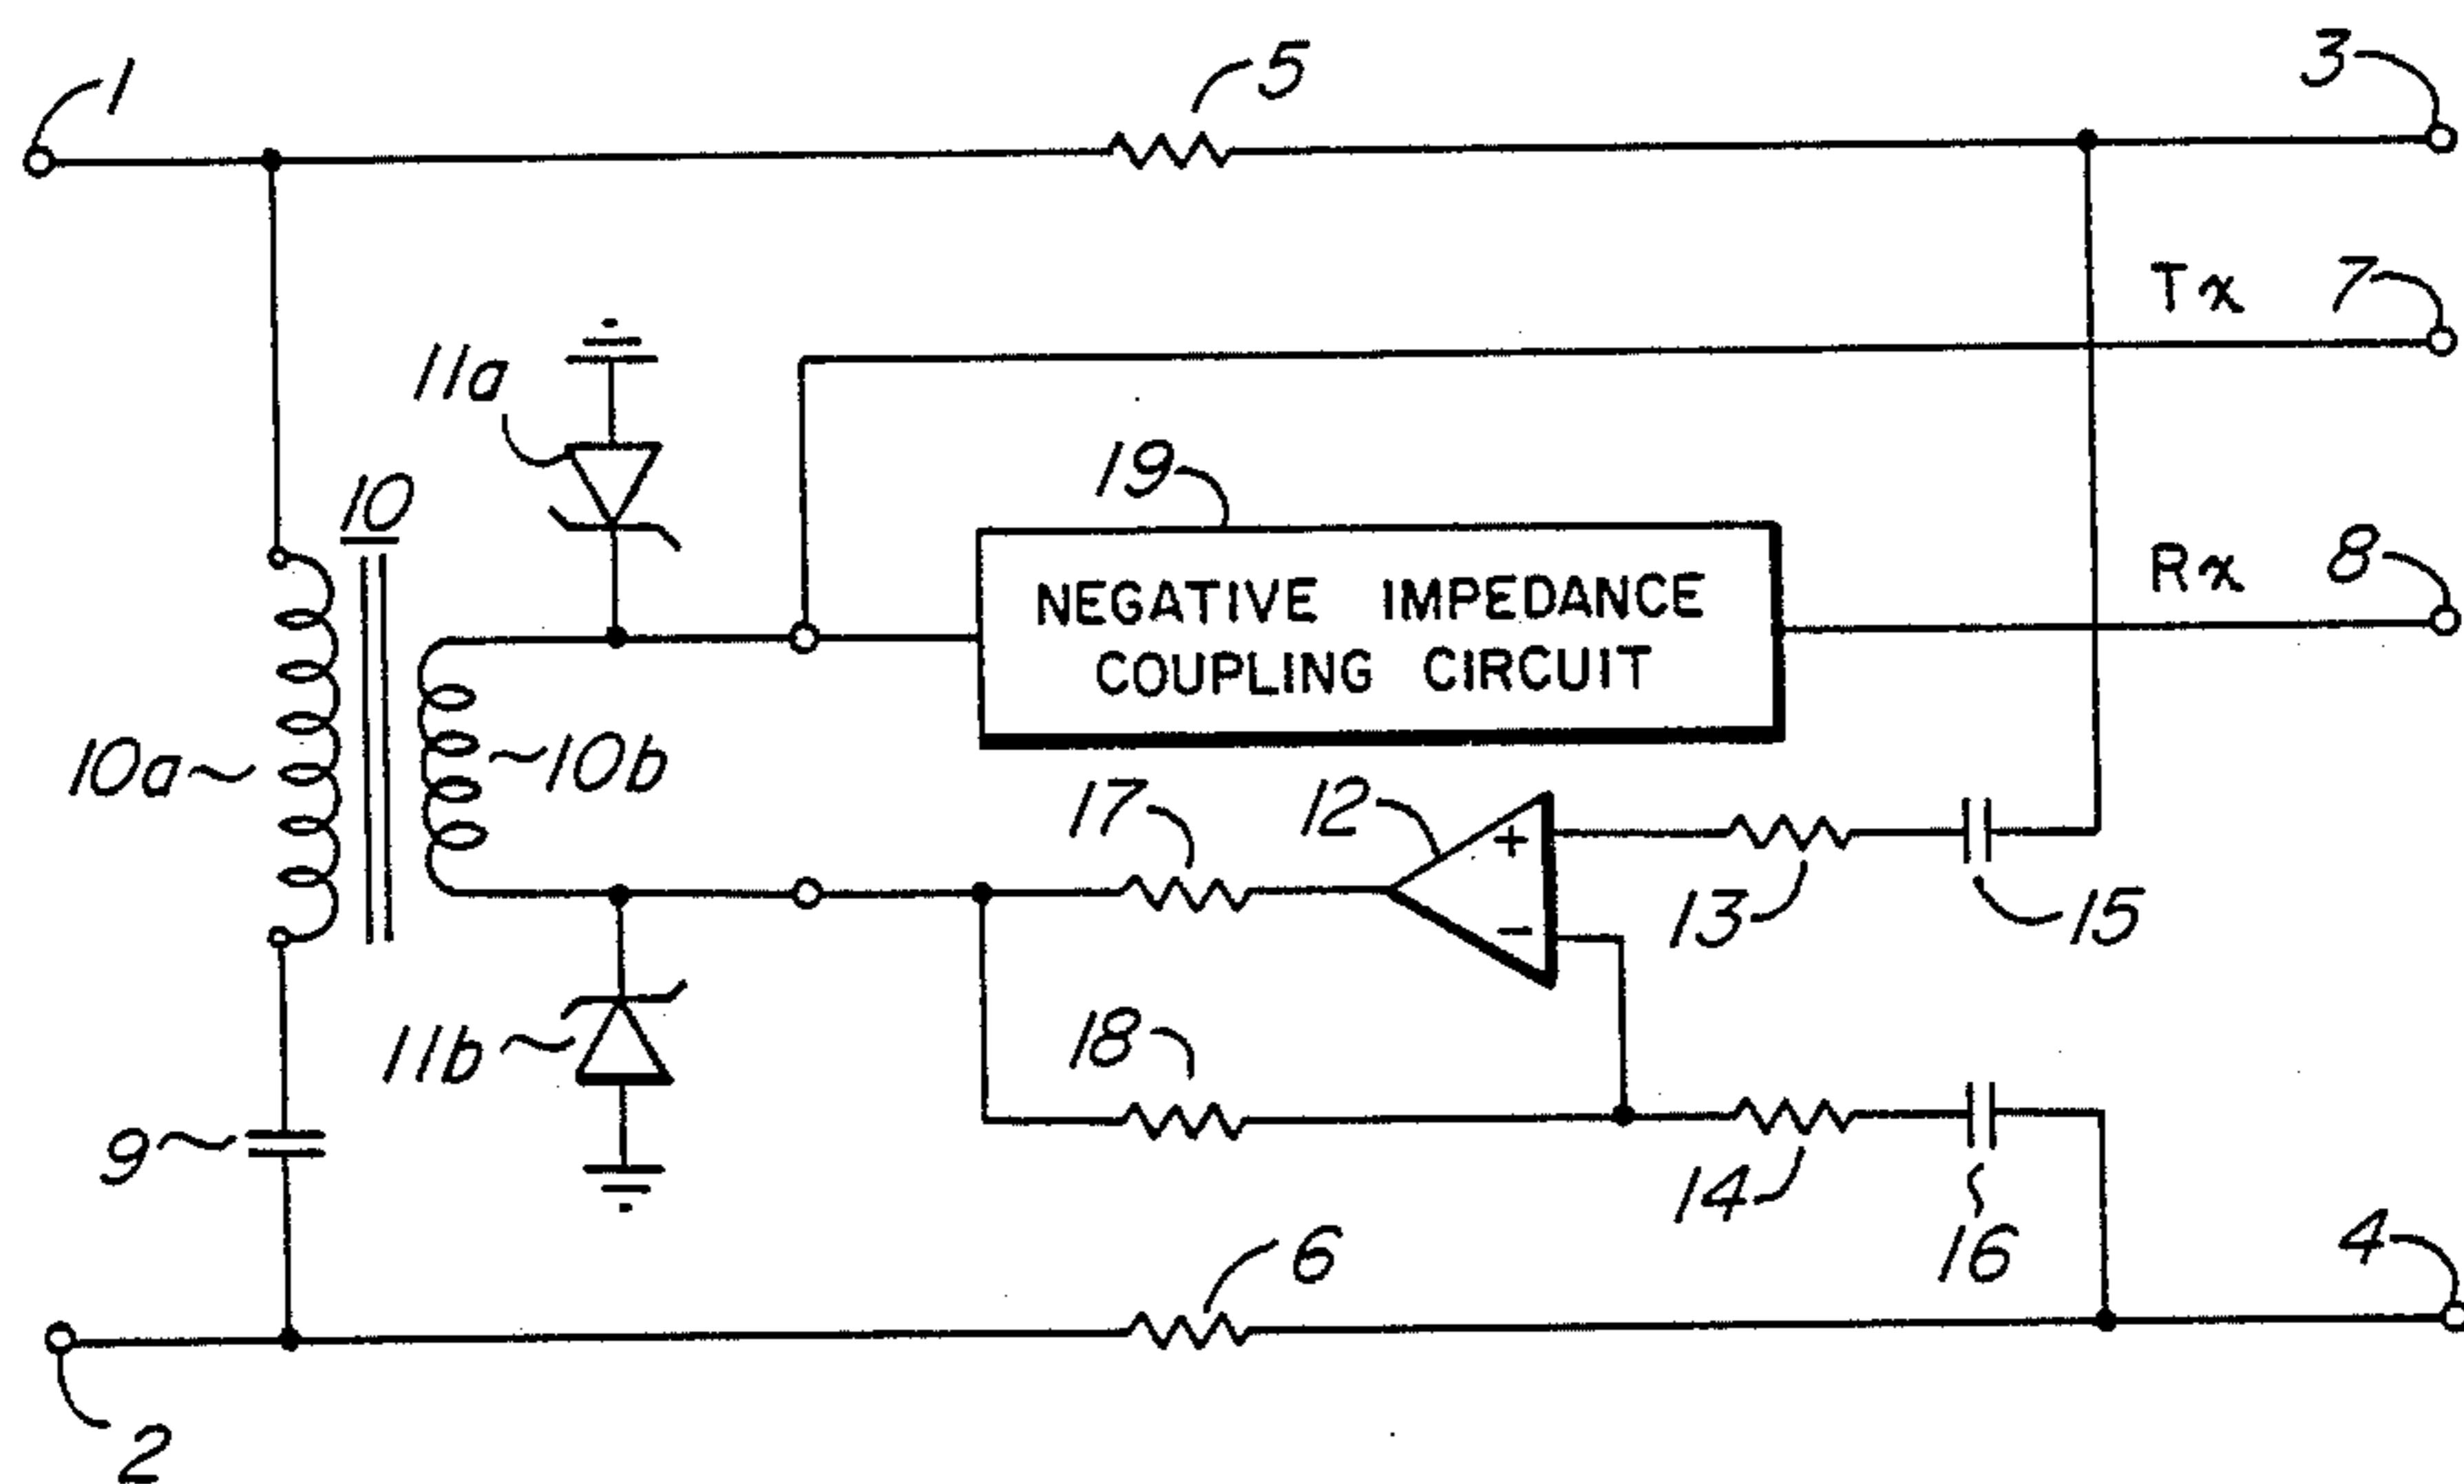 1
5
3
Tx 7
11a
19
10
NEGATIVE IMPEDANCE
COUPLING CIRCUIT
Rx 8
10a
10b
17
12
+
-
13
15
11b
18
9
14
16
6
4
2